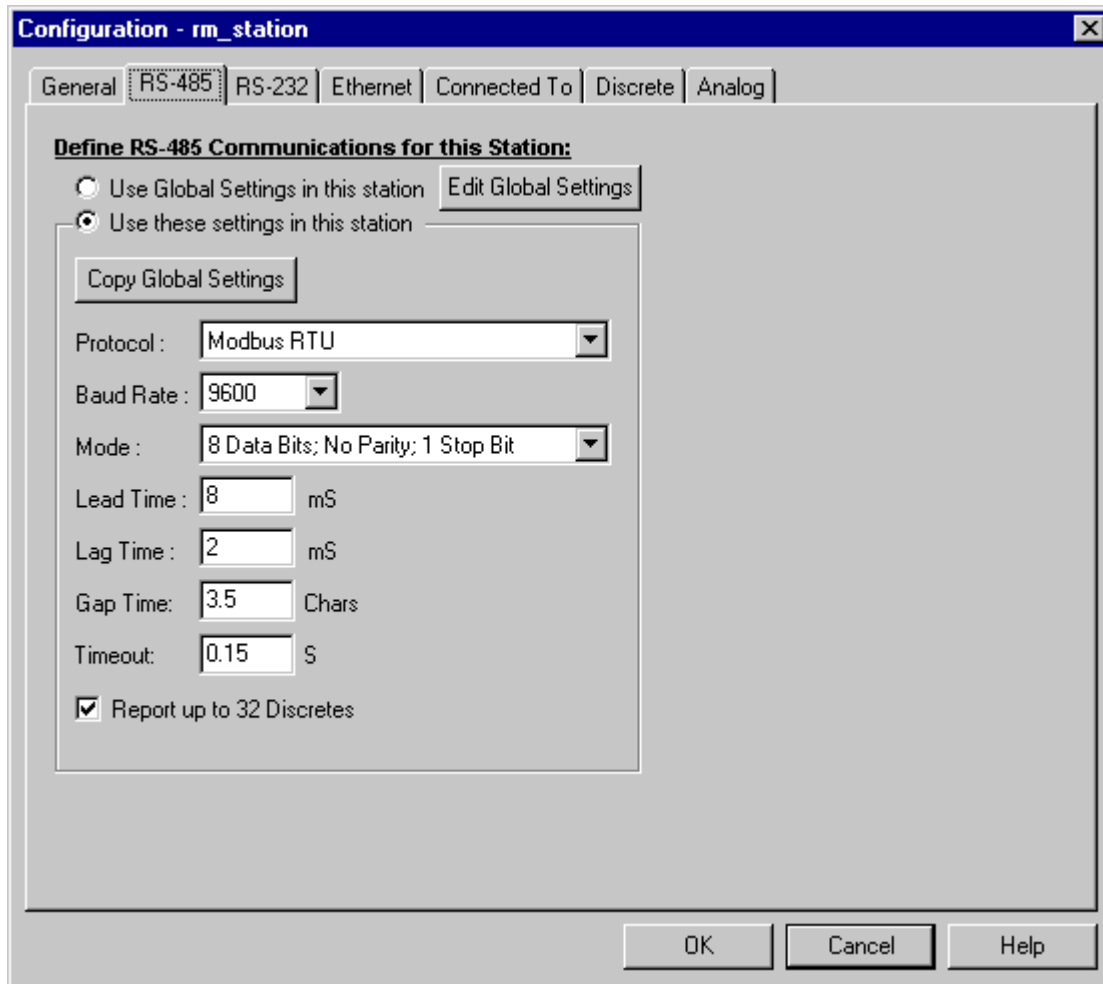 Configuration - rm_station
General RS-485 RS-232 Ethernet Connected To Discrete Analog
Define RS-485 Communications for this Station:
Use Global Settings in this station Edit Global Settings
Use these settings in this station
Copy Global Settings
Protocol : Modbus RTU
Baud Rate : 9600
Mode : 8 Data Bits; No Parity; 1 Stop Bit
Lead Time : 8 mS
Lag Time : 2 mS
Gap Time: 3.5 Chars
Timeout: 0.15 S
Report up to 32 Discretes
OK Cancel Help